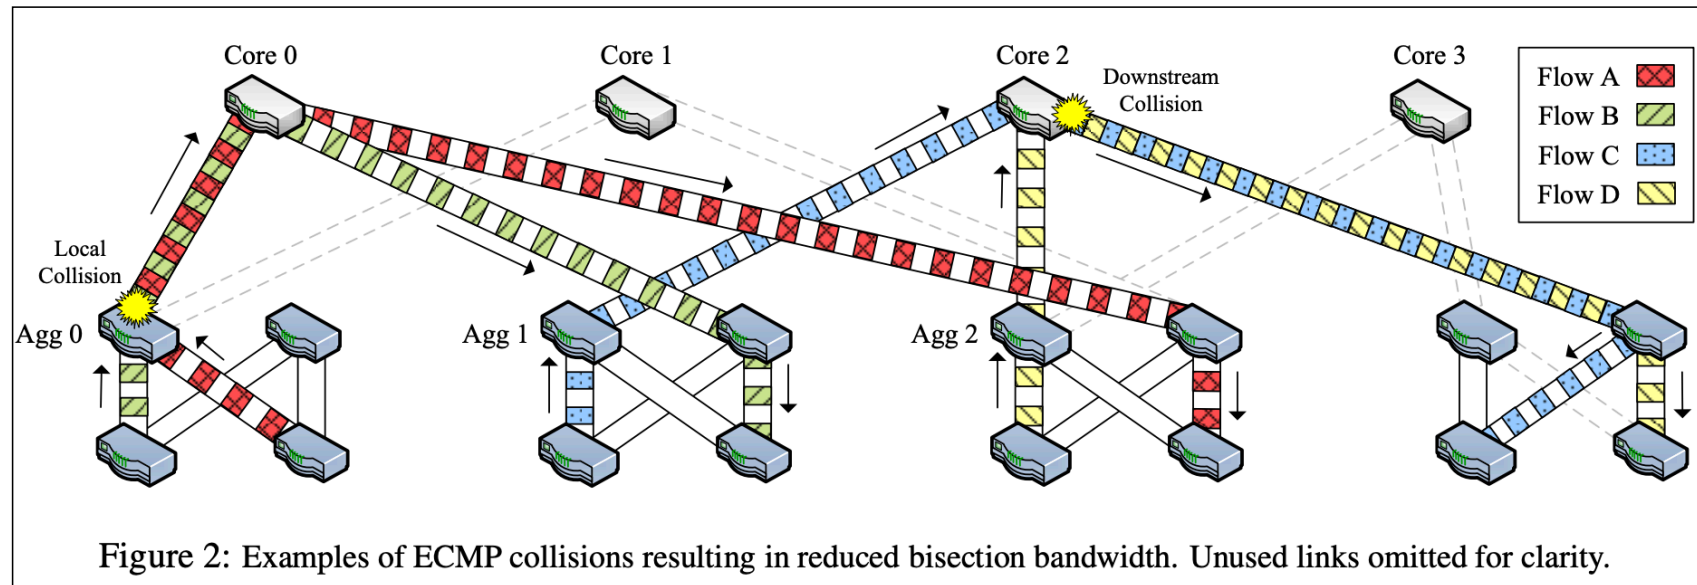 Core 0
Core 1
Core 2
Core 3
Downstream
Collision
Flow A
Flow B
Flow C
Flow D
Local
Collision
Agg 0
Agg 1
Agg 2
Figure 2: Examples of ECMP collisions resulting in reduced bisection bandwidth. Unused links omitted for clarity.